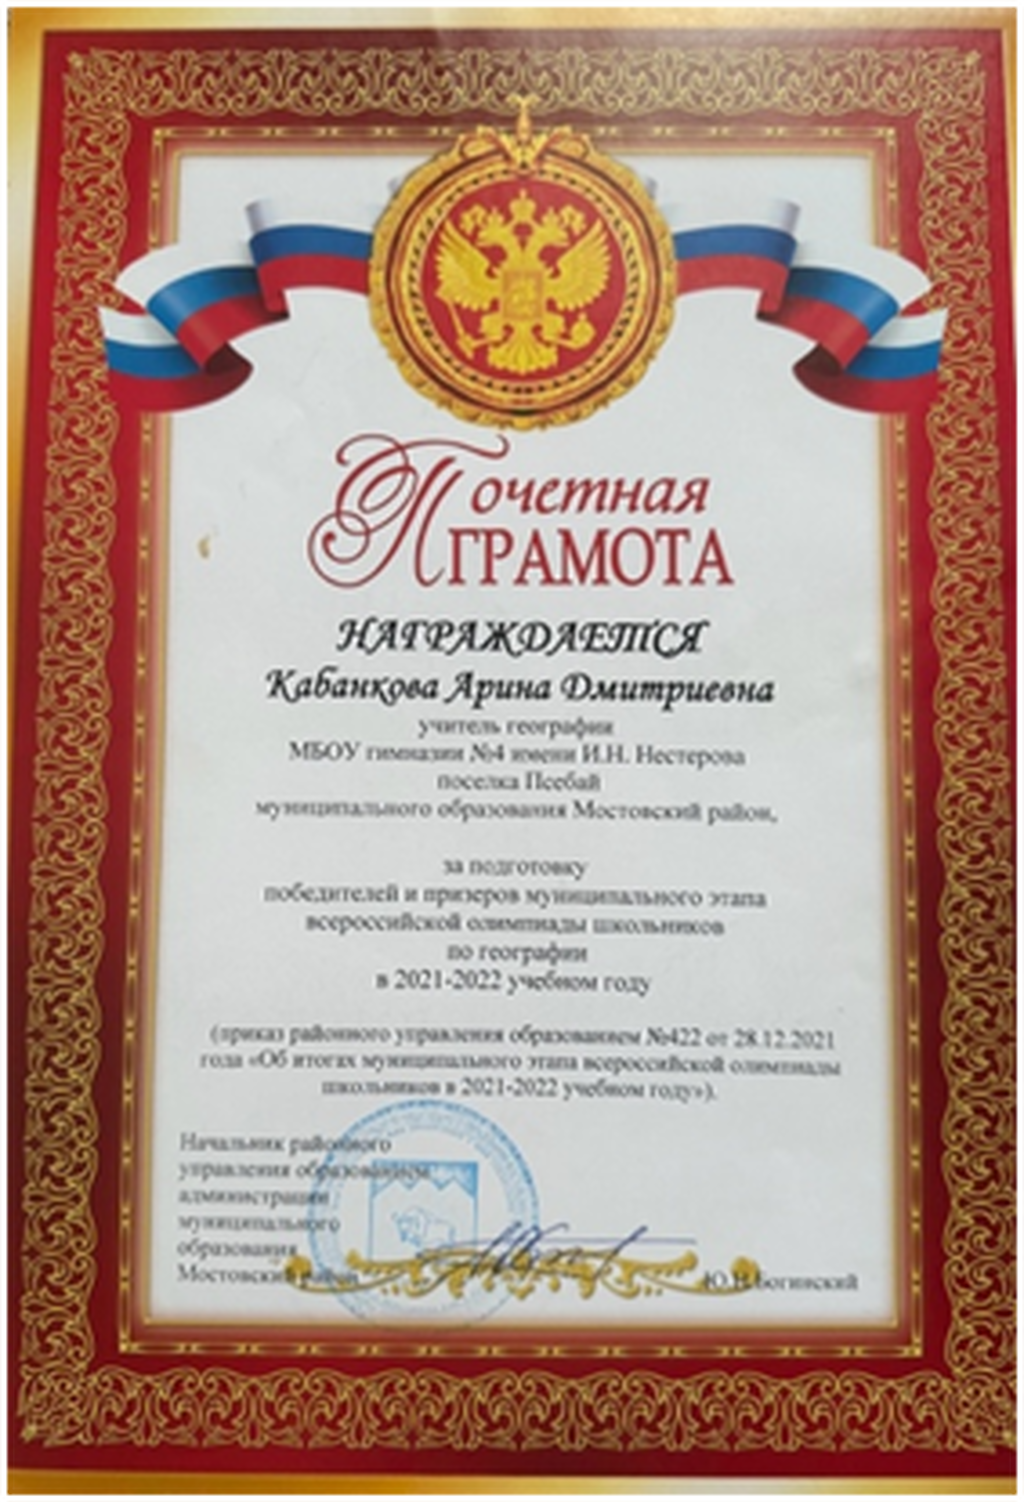 Почетная
ГРАМОТА
НАГРАЖДАЕТСЯ
Кабанкова Арина Дмитриевна
учитель географии
МБОУ гимназии №4 имени И.Н. Нестерова
поселка Псебай
муниципального образования Мостовский район,
за подготовку
победителей и призеров муниципального этапа
всероссийской олимпиады школьников
по географии
в 2021-2022 учебном году
(приказ районного управления образованием №422 от 28.12.2021
года «Об итогах муниципального этапа всероссийской олимпиады
школьников в 2021-2022 учебном году»).
Начальник районного
управления образованием
администрации
муниципального
образования
Мостовский район
Ю.Н.Богинский